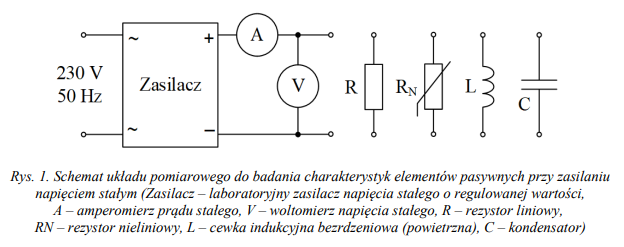 ~ + A
230 V
50 Hz
Zasilacz V R RN L C
~ −
Rys. 1. Schemat układu pomiarowego do badania charakterystyk elementów pasywnych przy zasilaniu
napięciem stałym (Zasilacz – laboratoryjny zasilacz napięcia stałego o regulowanej wartości,
A – amperomierz prądu stałego, V – woltomierz napięcia stałego, R – rezystor liniowy,
RN – rezystor nieliniowy, L – cewka indukcyjna bezrdzeniowa (powietrzna), C – kondensator)